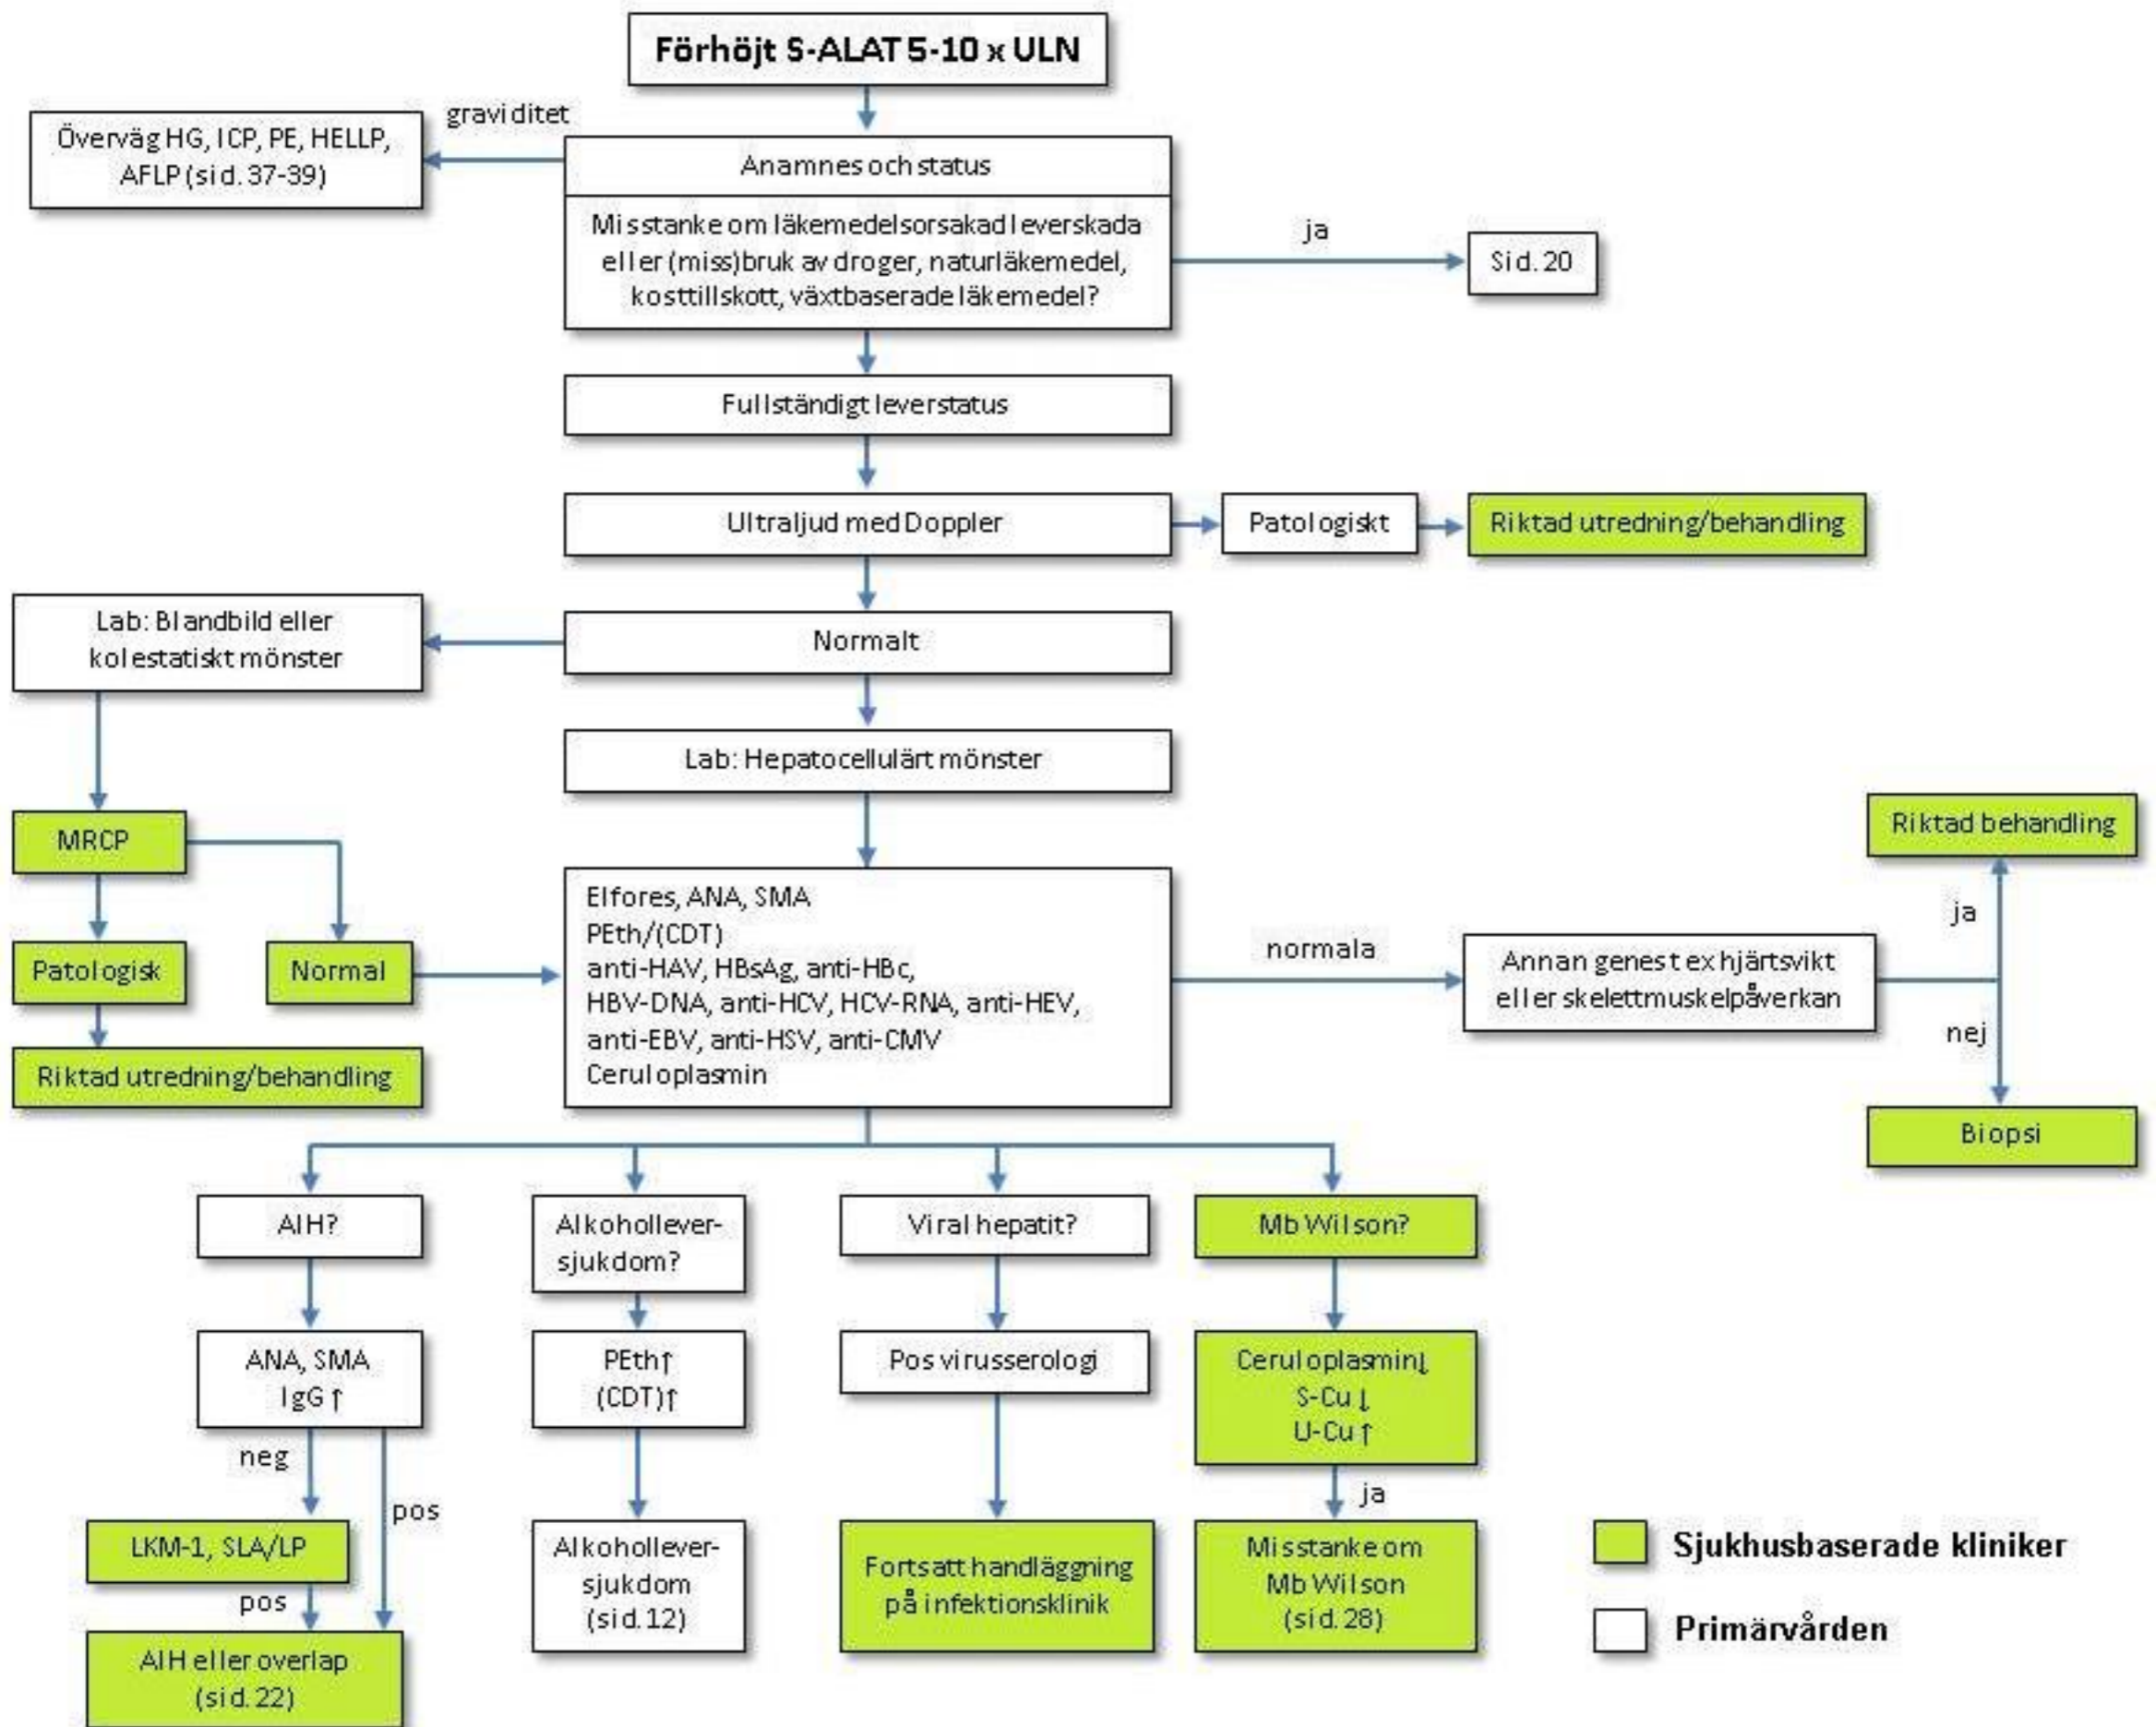 Förhöjt S-ALAT 5-10 x ULN
graviditet
Överväg HG, ICP, PE, HELLP,
AFLP (sid. 37-39)
Anamnes och status
Misstanke om läkemedelsorsakad leverskada
eller (miss)bruk av droger, naturläkemedel,
kosttillskott, växtbaserade läkemedel?
ja
Sid. 20
Fullständigt leverstatus
Ultraljud med Doppler
Patologiskt
Riktad utredning/behandling
Lab: Blandbild eller
kolestatiskt mönster
Normalt
Lab: Hepatocellulärt mönster
MRCP
Patologisk
Normal
Riktad utredning/behandling
Elfores, ANA, SMA
PEth/(CDT)
anti-HAV, HBsAg, anti-HBc,
HBV-DNA, anti-HCV, HCV-RNA, anti-HEV,
anti-EBV, anti-HSV, anti-CMV
Ceruloplasmin
normala
Annan genes t ex hjärtsvikt
eller skelettmuskelpåverkan
Riktad behandling
ja
nej
Biopsi
AIH?
Alkohollever-
sjukdom?
Viral hepatit?
Mb Wilson?
ANA, SMA
IgG ↑
PEth↑
(CDT)↑
Pos virusserologi
Ceruloplasmin↓
S-Cu ↓
U-Cu ↑
neg
pos
ja
LKM-1, SLA/LP
pos
AIH eller overlap
(sid. 22)
Alkohollever-
sjukdom
(sid. 12)
Fortsatt handläggning
på infektionsklinik
Misstanke om
Mb Wilson
(sid. 28)
Sjukhusbaserade kliniker
Primärvården